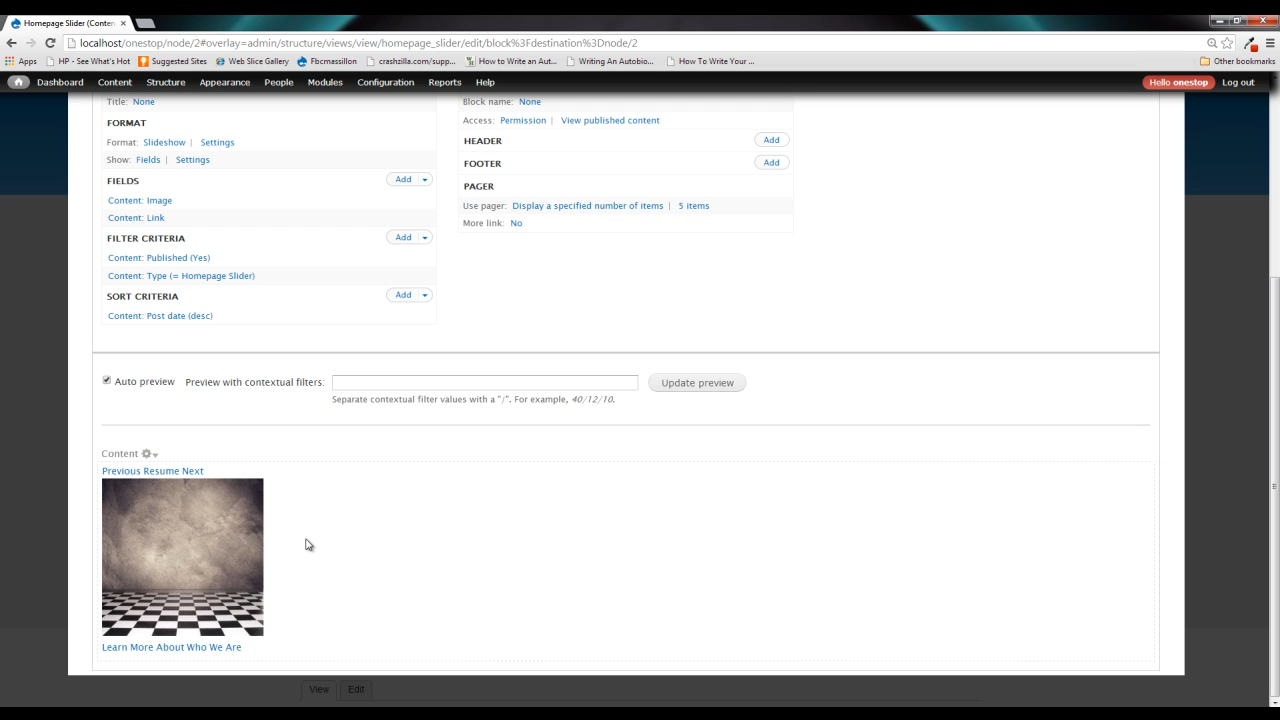 Homepage Slider (Conten
localhost/onestop/node/2#overlay=admin/structure/views/view/homepage_slider/edit/block%3Fdestination%3Dnode/2
Apps HP - See What's Hot Suggested Sites Web Slice Gallery Fbcmassillon crashzilla.com/supp... How to Write an Aut... Writing An Autobio... How To Write Your ... Other bookmarks
Dashboard Content Structure Appearance People Modules Configuration Reports Help Hello onestop Log out
Title: None
Block name: None
Access: Permission | View published content
FORMAT
Format: Slideshow | Settings
Show: Fields | Settings
HEADER Add
FOOTER Add
FIELDS Add
Content: Image
Content: Link
PAGER
Use pager: Display a specified number of items | 5 items
More link: No
FILTER CRITERIA Add
Content: Published (Yes)
Content: Type (= Homepage Slider)
SORT CRITERIA Add
Content: Post date (desc)
Auto preview Preview with contextual filters: Update preview
Separate contextual filter values with a "/". For example, 40/12/10.
Content
Previous Resume Next
Learn More About Who We Are
View Edit